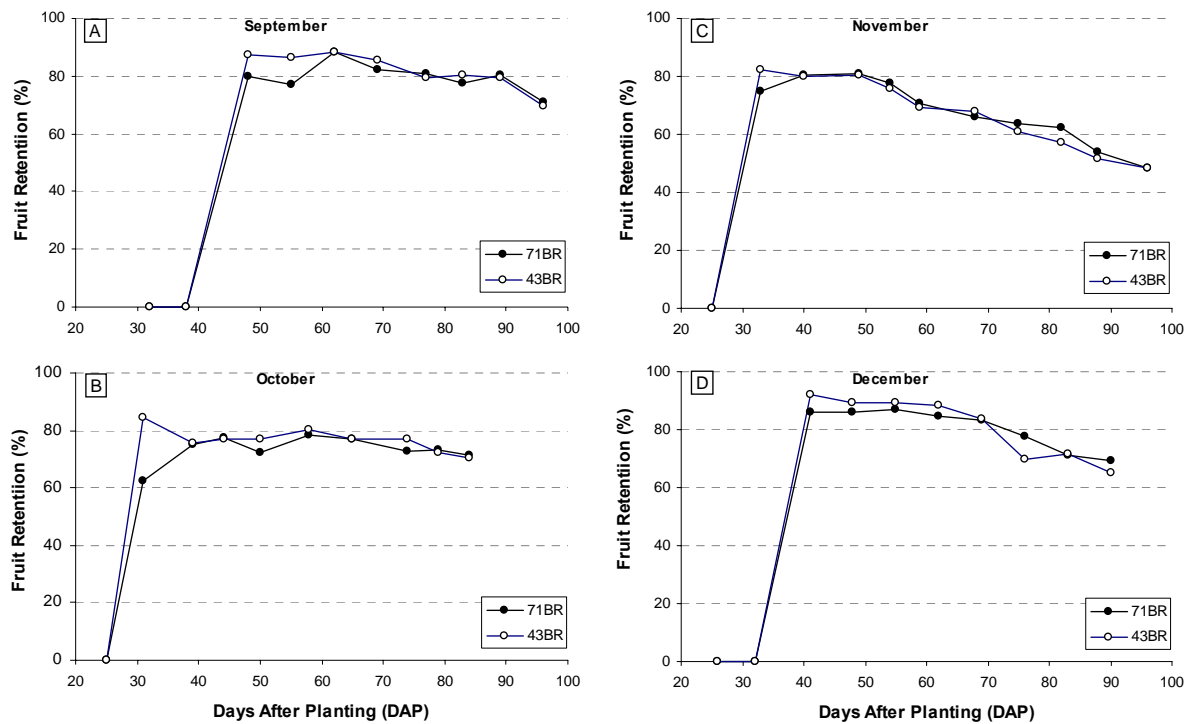 A
September
Fruit Retentiion (%)
100
80
60
40
20
0
71BR
43BR
20 30 40 50 60 70 80 90 100
C
November
Fruit Retentiion (%)
100
80
60
40
20
0
71BR
43BR
20 30 40 50 60 70 80 90 100
B
October
Fruit Retentiion (%)
100
80
60
40
20
0
71BR
43BR
20 30 40 50 60 70 80 90 100
Days After Planting (DAP)
D
December
Fruit Retentiion (%)
100
80
60
40
20
0
71BR
43BR
20 30 40 50 60 70 80 90 100
Days After Planting (DAP)